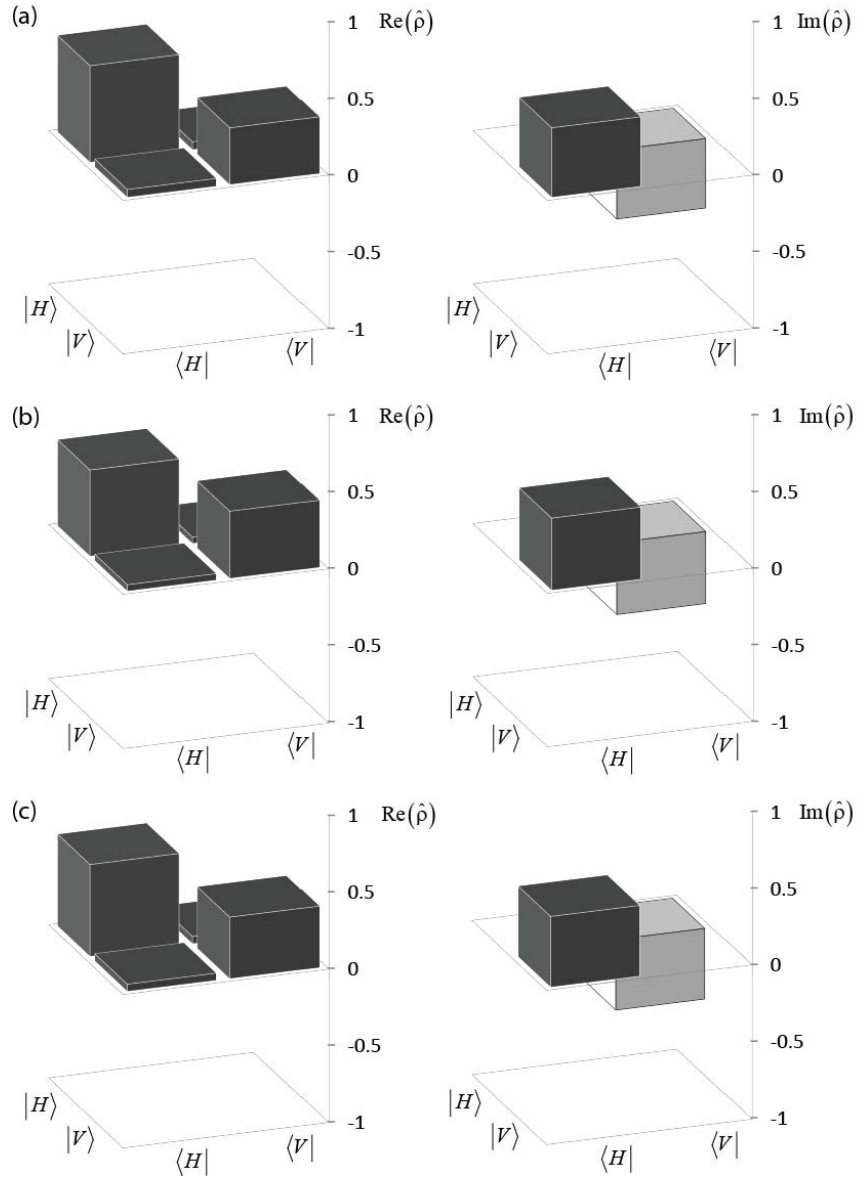 (a) 1 Re(ρ̂) 1 Im(ρ̂)
0.5 0.5
0 0
-0.5 -0.5
|H⟩ |H⟩
|V⟩ -1 |V⟩ -1
⟨H| ⟨V| ⟨H| ⟨V|
(b) 1 Re(ρ̂) 1 Im(ρ̂)
0.5 0.5
0 0
-0.5 -0.5
|H⟩ |H⟩
|V⟩ -1 |V⟩ -1
⟨H| ⟨V| ⟨H| ⟨V|
(c) 1 Re(ρ̂) 1 Im(ρ̂)
0.5 0.5
0 0
-0.5 -0.5
|H⟩ |H⟩
|V⟩ -1 |V⟩ -1
⟨H| ⟨V| ⟨H| ⟨V|